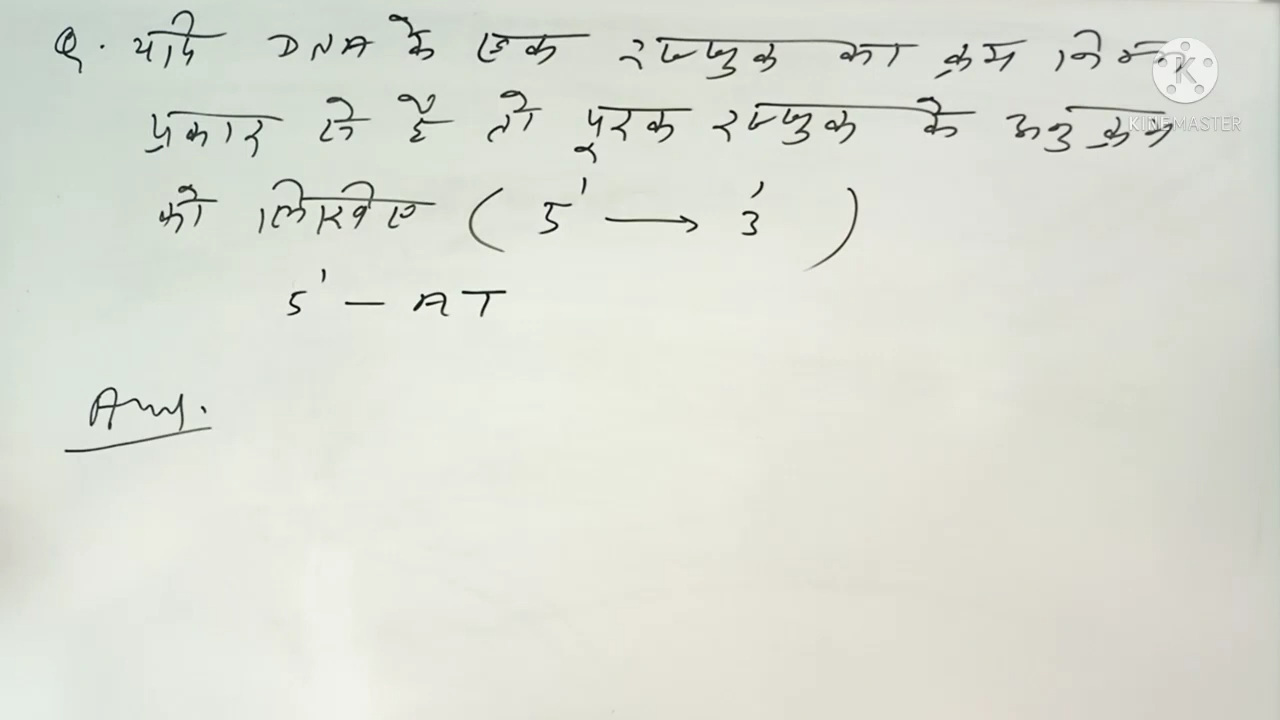 Q. यदि DNA के एक रज्जुक का क्रम निम्न
प्रकार से है तो पूरक रज्जुक के अनुक्रम
को लिखिए ( 5' → 3' )
5' — AT
Ans.
KINEMASTER